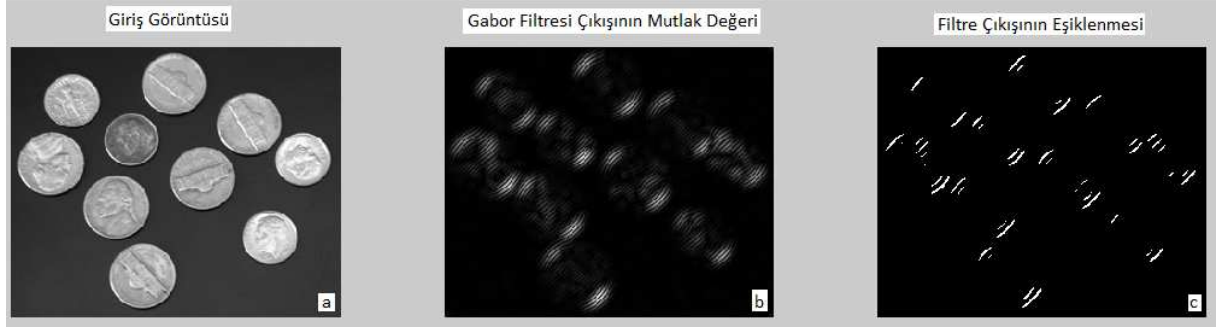 Giriş Görüntüsü
Gabor Filtresi Çıkışının Mutlak Değeri
Filtre Çıkışının Eşiklenmesi
a
b
c